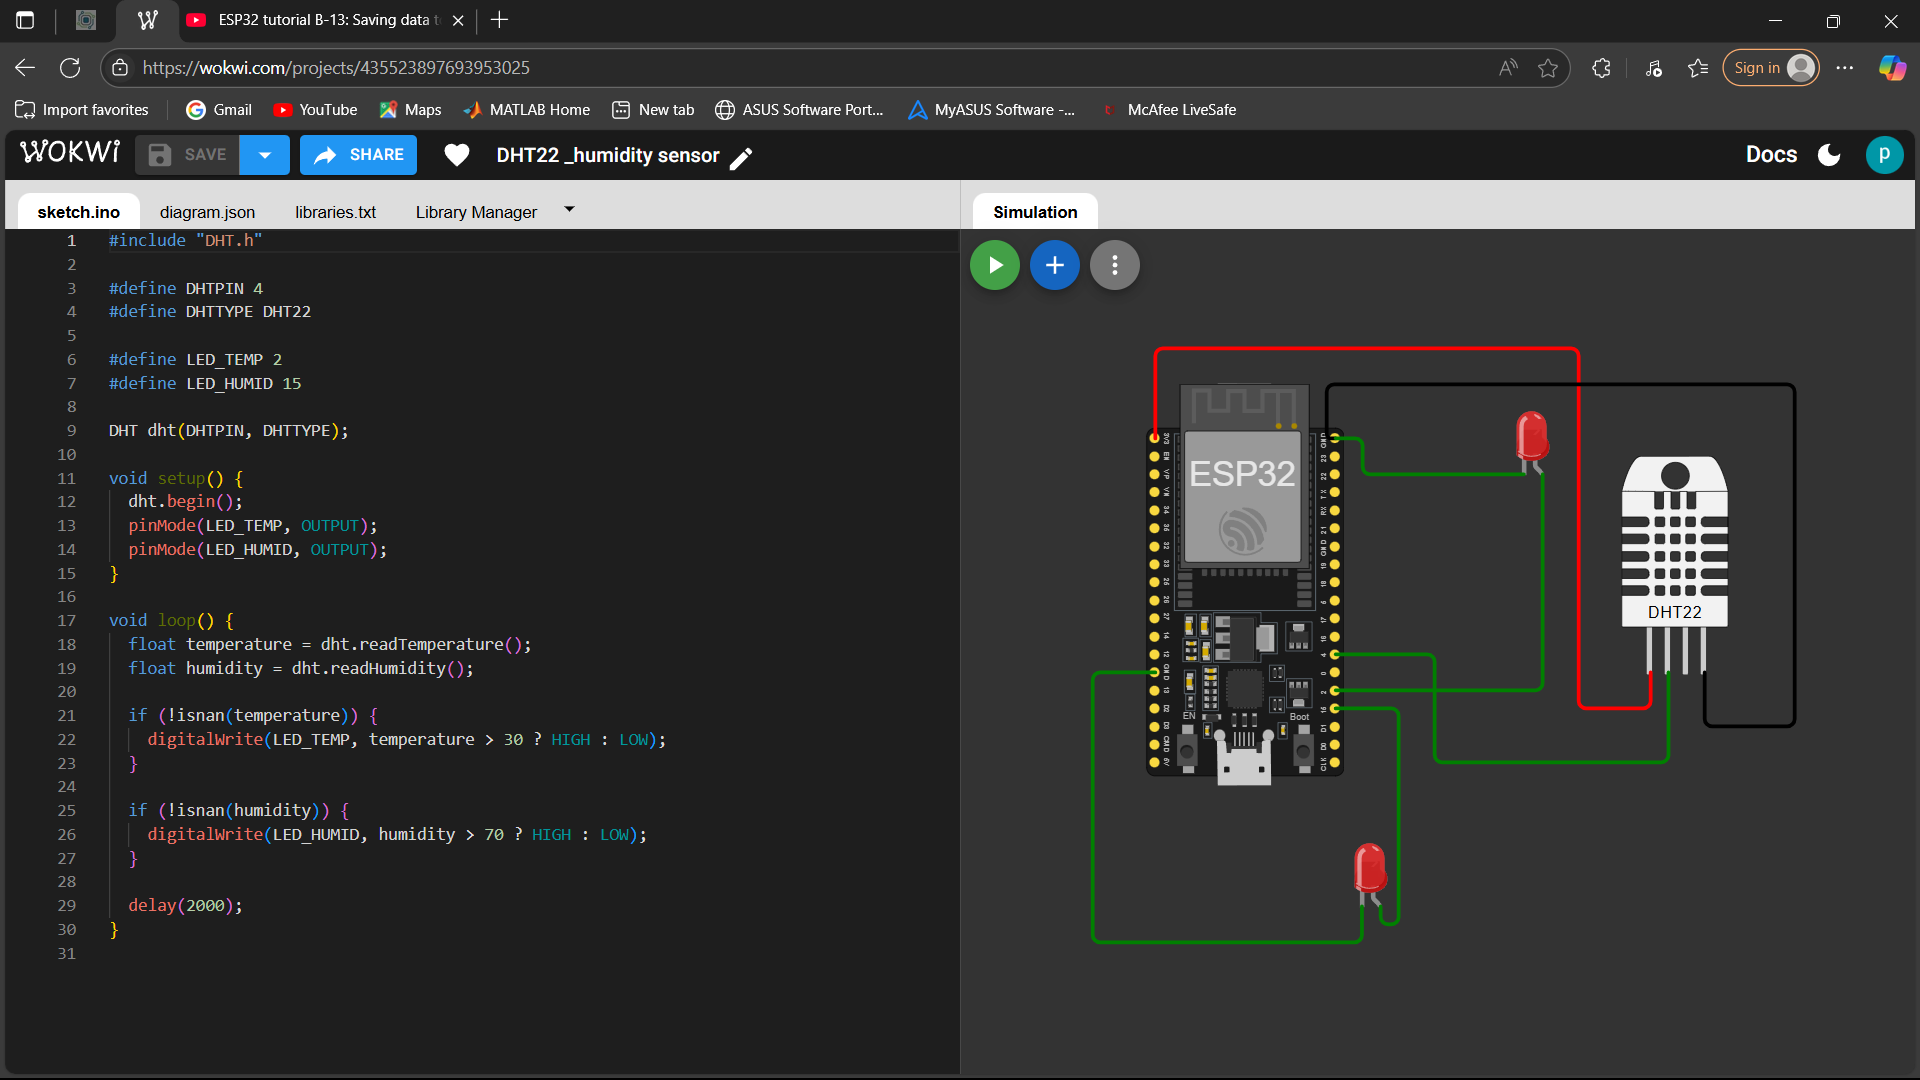 ESP32 tutorial B-13: Saving data t
https://wokwi.com/projects/435523897693953025
Sign in
Import favorites
Gmail
YouTube
Maps
MATLAB Home
New tab
ASUS Software Port...
MyASUS Software -...
McAfee LiveSafe
WOKWI
SAVE
SHARE
DHT22 _humidity sensor
Docs
p
sketch.ino
diagram.json
libraries.txt
Library Manager
Simulation
1 #include "DHT.h"
2
3 #define DHTPIN 4
4 #define DHTTYPE DHT22
5
6 #define LED_TEMP 2
7 #define LED_HUMID 15
8
9 DHT dht(DHTPIN, DHTTYPE);
10
11 void setup() {
12 dht.begin();
13 pinMode(LED_TEMP, OUTPUT);
14 pinMode(LED_HUMID, OUTPUT);
15 }
16
17 void loop() {
18 float temperature = dht.readTemperature();
19 float humidity = dht.readHumidity();
20
21 if (!isnan(temperature)) {
22 digitalWrite(LED_TEMP, temperature > 30 ? HIGH : LOW);
23 }
24
25 if (!isnan(humidity)) {
26 digitalWrite(LED_HUMID, humidity > 70 ? HIGH : LOW);
27 }
28
29 delay(2000);
30 }
31
ESP32
EN
Boot
DHT22